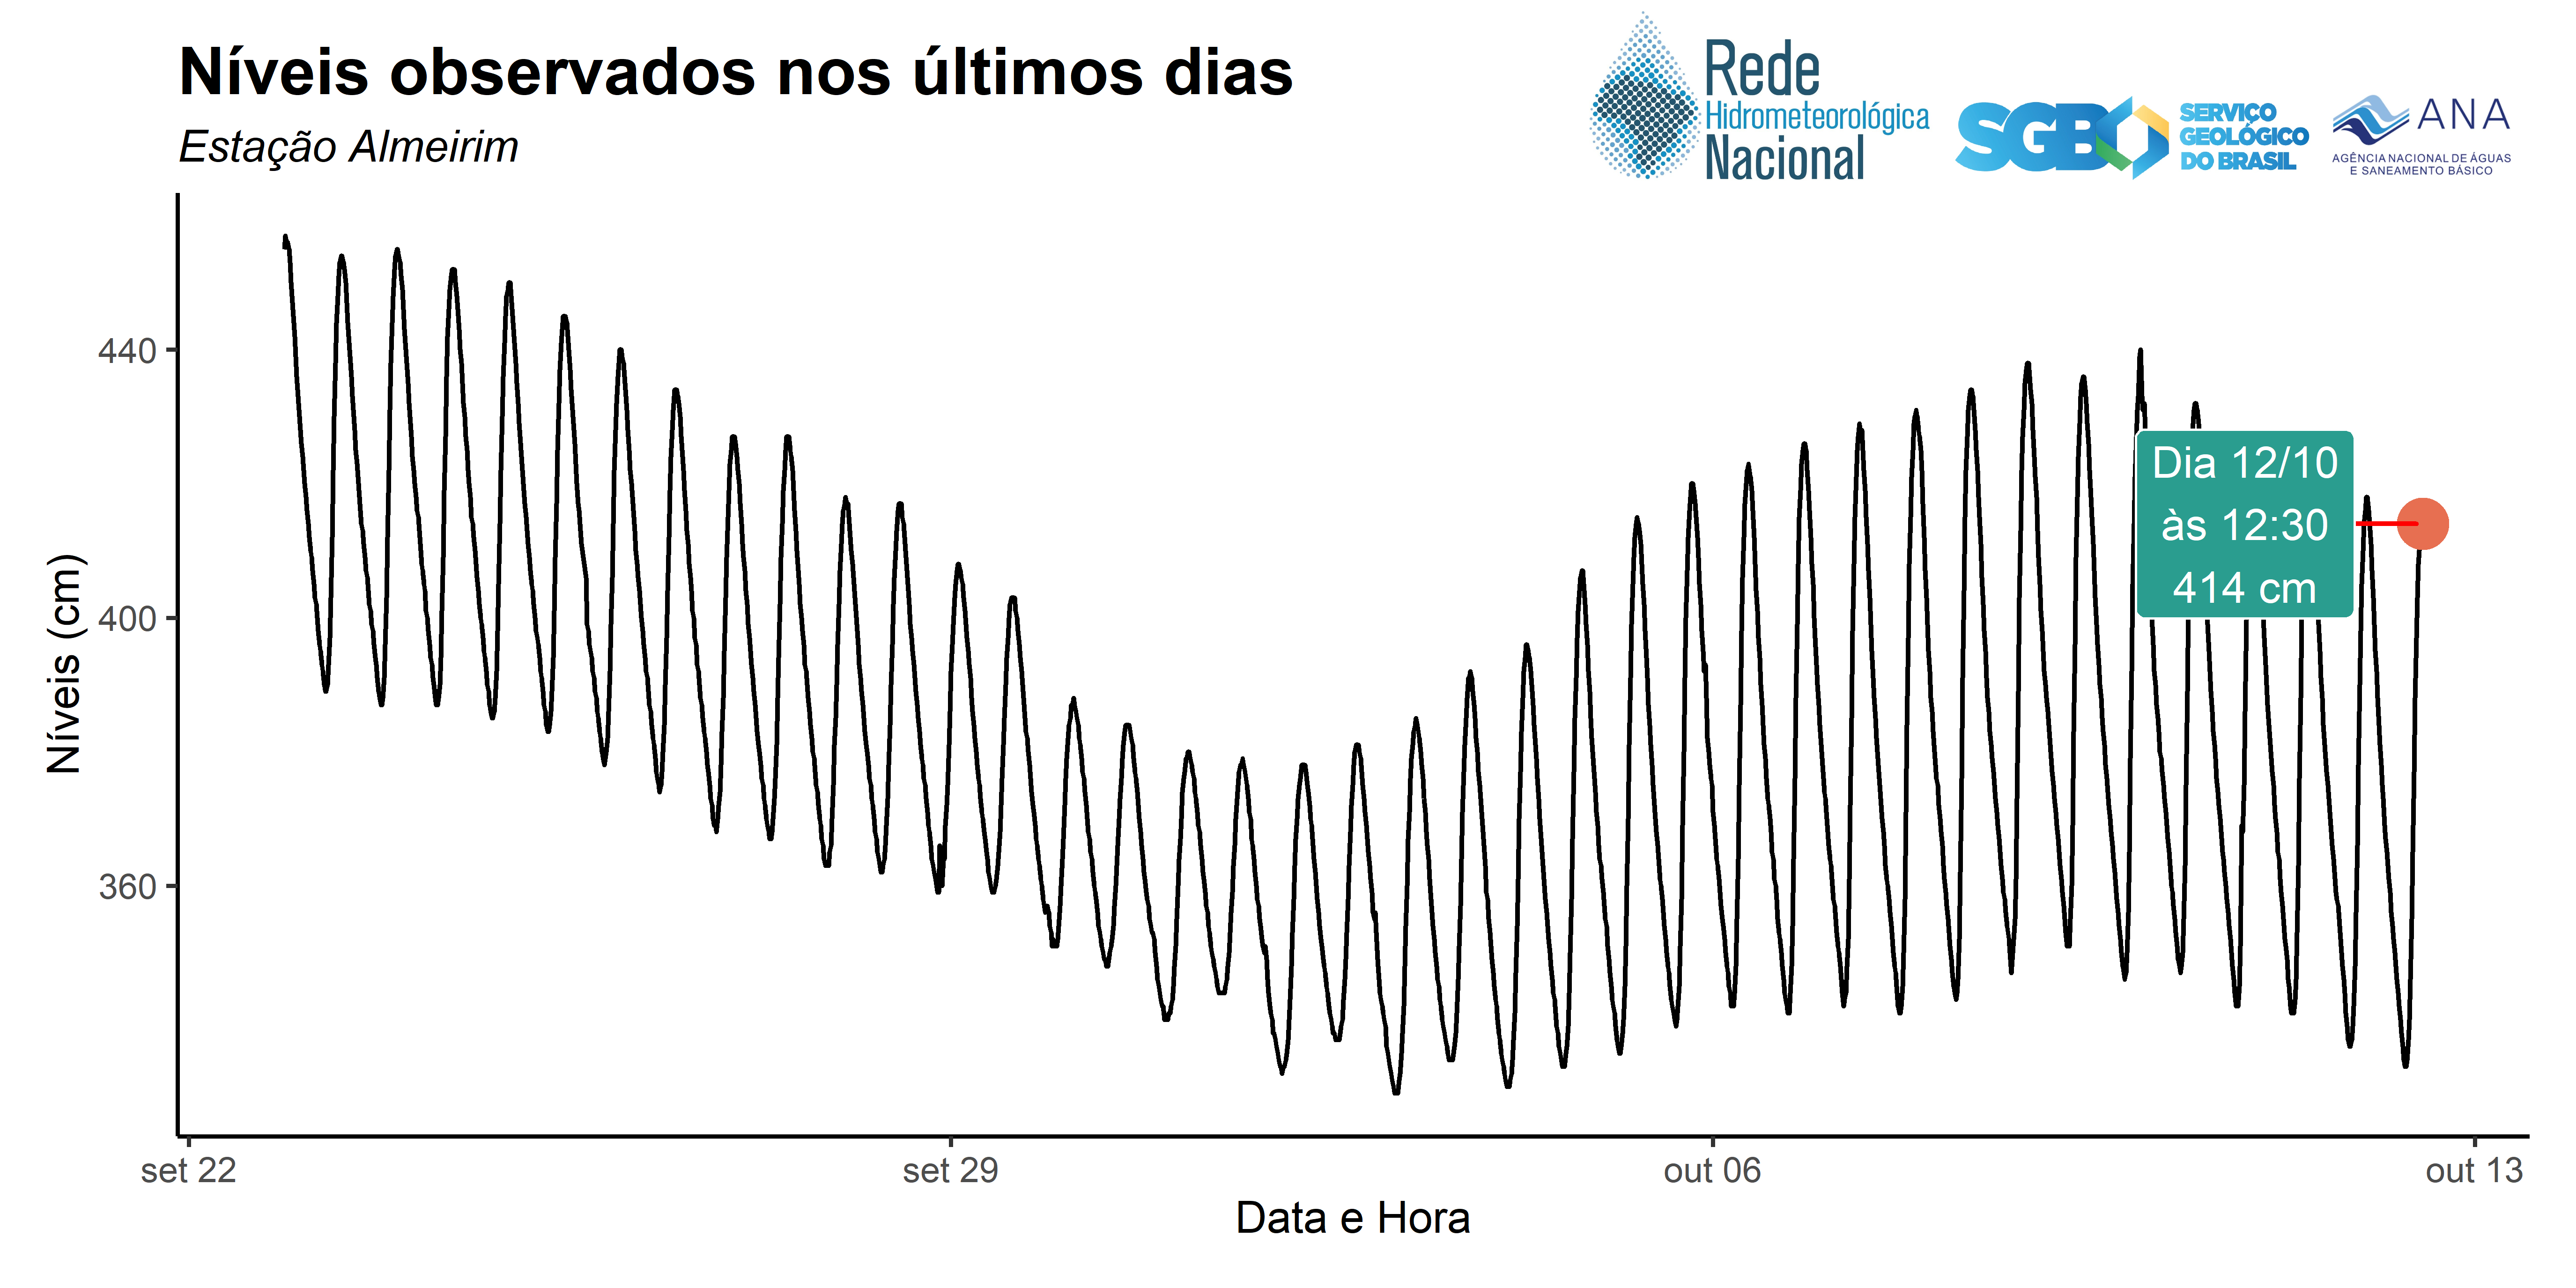 Níveis observados nos últimos dias
Estação Almeirim
Rede
Hidrometeorológica
Nacional
SGB
SERVIÇO
GEOLÓGICO
DO BRASIL
ANA
AGÊNCIA NACIONAL DE ÁGUAS
E SANEAMENTO BÁSICO
Níveis (cm)
440
400
360
Dia 12/10
às 12:30
414 cm
set 22
set 29
out 06
out 13
Data e Hora